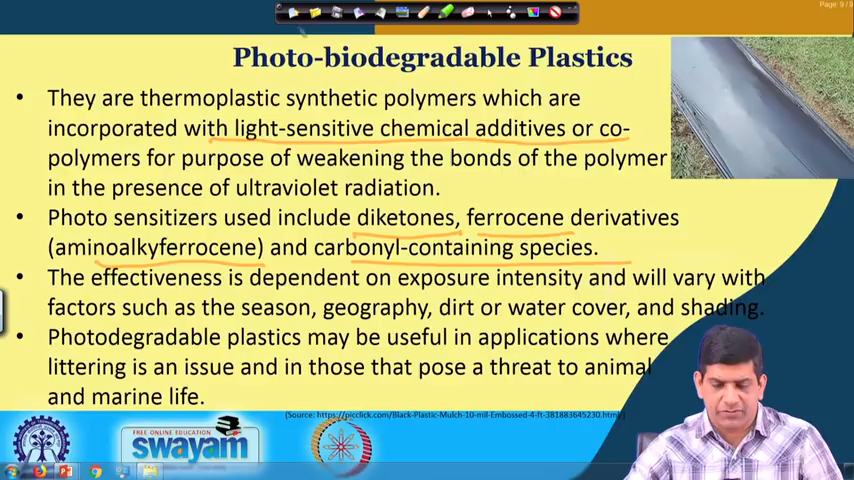 Page: 9 / 9
Photo-biodegradable Plastics
• They are thermoplastic synthetic polymers which are
incorporated with light-sensitive chemical additives or co-
polymers for purpose of weakening the bonds of the polymer
in the presence of ultraviolet radiation.
• Photo sensitizers used include diketones, ferrocene derivatives
(aminoalkyferrocene) and carbonyl-containing species.
• The effectiveness is dependent on exposure intensity and will vary with
factors such as the season, geography, dirt or water cover, and shading.
• Photodegradable plastics may be useful in applications where
littering is an issue and in those that pose a threat to animal
and marine life.
(Source: https://picclick.com/Black-Plastic-Mulch-10-mil-Embossed-4-ft-381883645230.html)
FREE ONLINE EDUCATION
swayam